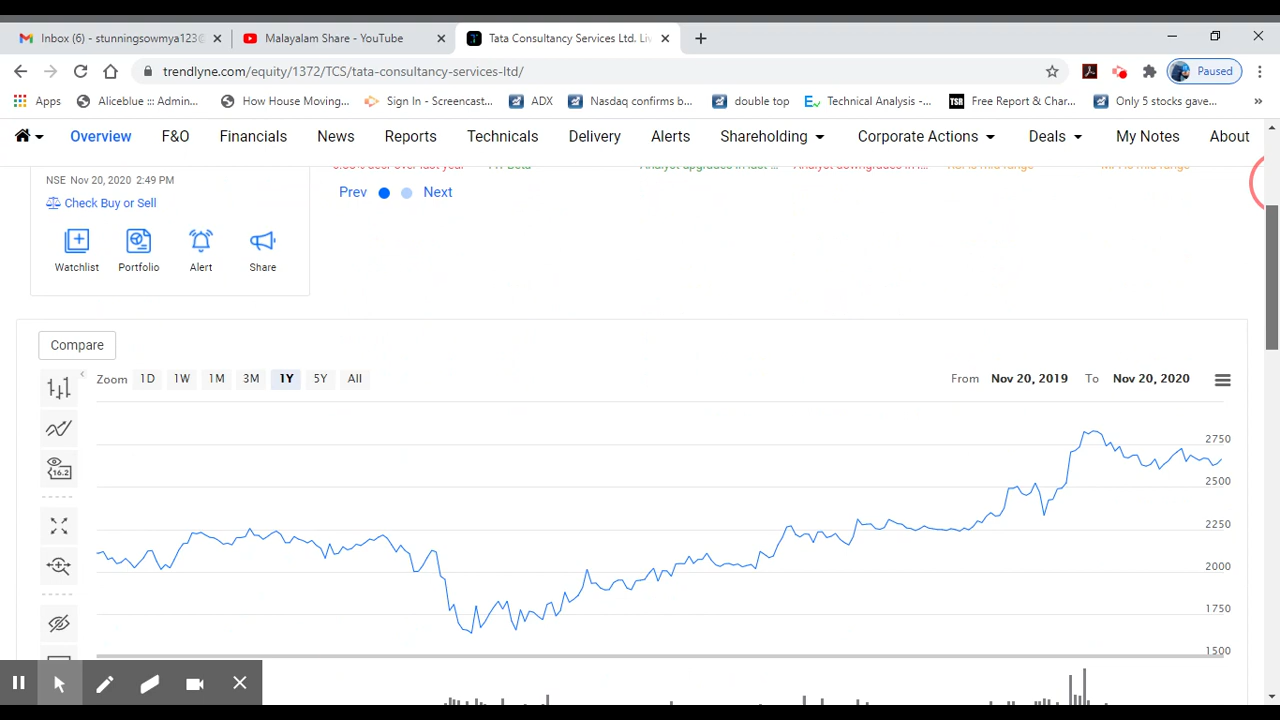 Inbox (6) - stunningsowmya123@
Malayalam Share - YouTube
Tata Consultancy Services Ltd. Liv
trendlyne.com/equity/1372/TCS/tata-consultancy-services-ltd/
Paused
Apps
Aliceblue ::: Admin...
How House Moving...
Sign In - Screencast...
ADX
Nasdaq confirms b...
double top
Technical Analysis -...
TSR
Free Report & Char...
Only 5 stocks gave...
Overview
F&O
Financials
News
Reports
Technicals
Delivery
Alerts
Shareholding
Corporate Actions
Deals
My Notes
About
NSE Nov 20, 2020 2:49 PM
Prev
Next
Check Buy or Sell
Watchlist
Portfolio
Alert
Share
Compare
Zoom 1D 1W 1M 3M 1Y 5Y All
From Nov 20, 2019 To Nov 20, 2020
16.2
2750
2500
2250
2000
1750
1500